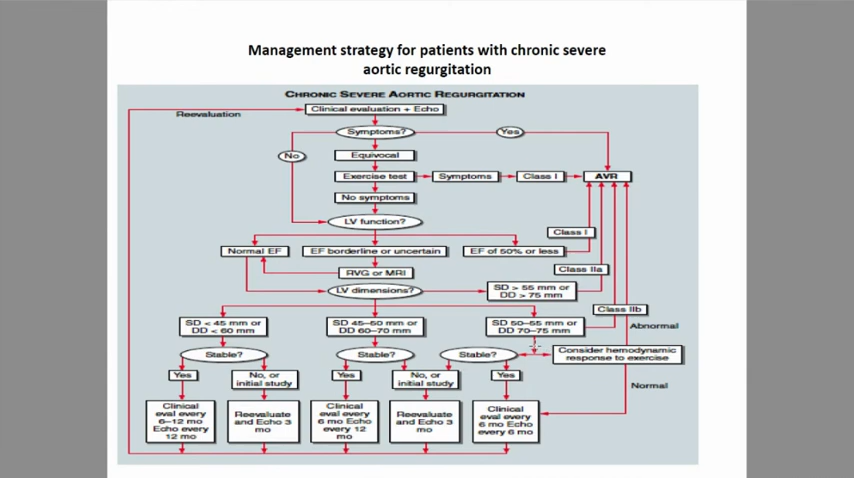 Management strategy for patients with chronic severe
aortic regurgitation
CHRONIC SEVERE AORTIC REGURGITATION
Clinical evaluation + Echo
Reevaluation
Symptoms?
Yes
No
Equivocal
Exercise test
Symptoms
Class I
AVR
No symptoms
LV function?
Class I
Normal EF
EF borderline or uncertain
EF of 50% or less
Class IIa
RVG or MRI
LV dimensions?
SD > 55 mm or
DD > 75 mm
Class IIb
SD < 45 mm or
DD < 60 mm
SD 45–50 mm or
DD 60–70 mm
SD 50–55 mm or
DD 70–75 mm
Abnormal
Stable?
Stable?
Stable?
Consider hemodynamic
response to exercise
Yes
No, or
initial study
Yes
No, or
initial study
Yes
Normal
Clinical
eval every
6–12 mo
Echo every
12 mo
Reevaluate
and Echo 3
mo
Clinical
eval every
6 mo Echo
every 12
mo
Reevaluate
and Echo 3
mo
Clinical
eval every
6 mo Echo
every 6 mo